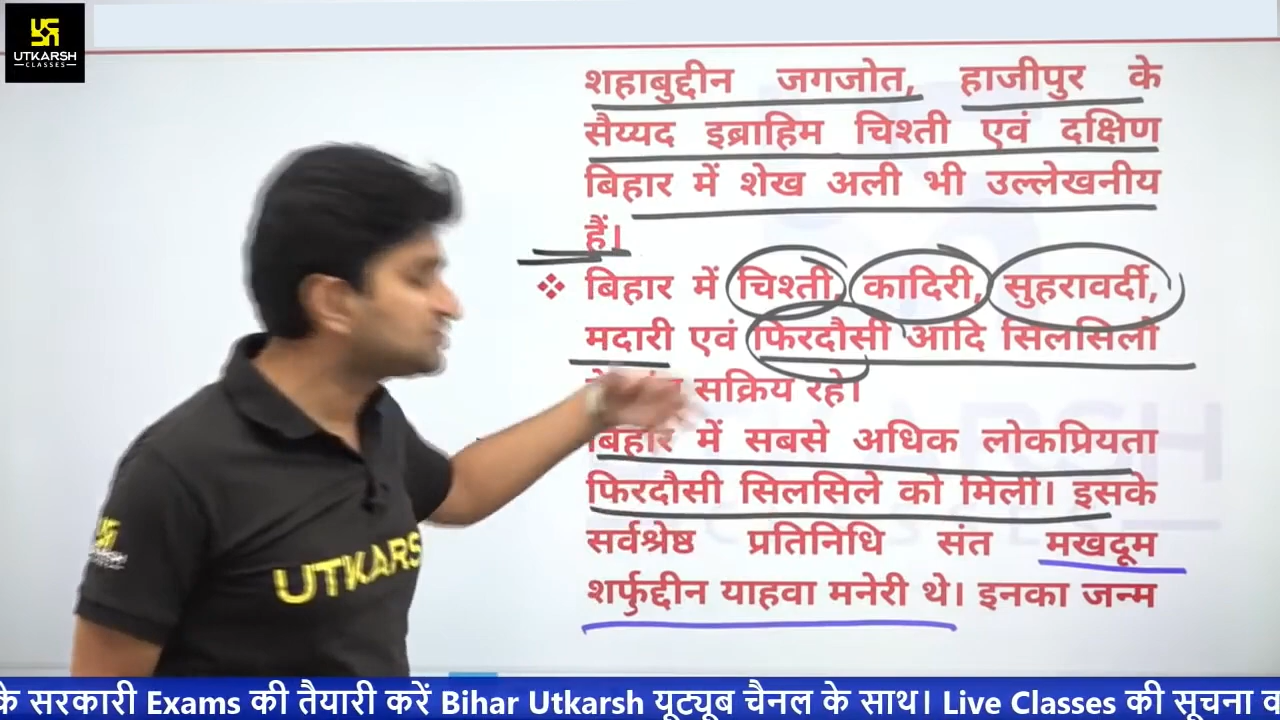 UTKARSH
CLASSES
शहाबुद्दीन जगजोत, हाजीपुर के
सैय्यद इब्राहिम चिश्ती एवं दक्षिण
बिहार में शेख अली भी उल्लेखनीय
हैं।
❖ बिहार में चिश्ती, कादिरी, सुहरावर्दी,
मदारी एवं फिरदौसी आदि सिलसिलों
सक्रिय रहे।
बिहार में सबसे अधिक लोकप्रियता
फिरदौसी सिलसिले को मिली। इसके
सर्वश्रेष्ठ प्रतिनिधि संत मखदूम
शर्फुद्दीन याहवा मनेरी थे। इनका जन्म
UTKARS
के सरकारी Exams की तैयारी करें Bihar Utkarsh यूट्यूब चैनल के साथ। Live Classes की सूचना व